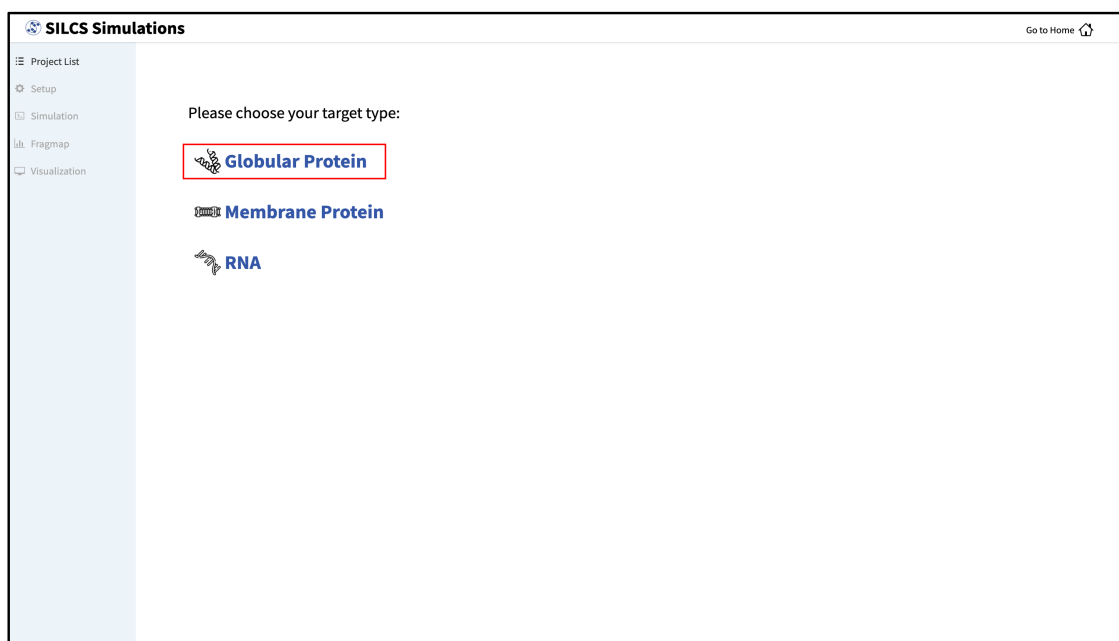 SILCS Simulations
Go to Home
Project List
Setup
Simulation
Fragmap
Visualization
Please choose your target type:
Globular Protein
Membrane Protein
RNA